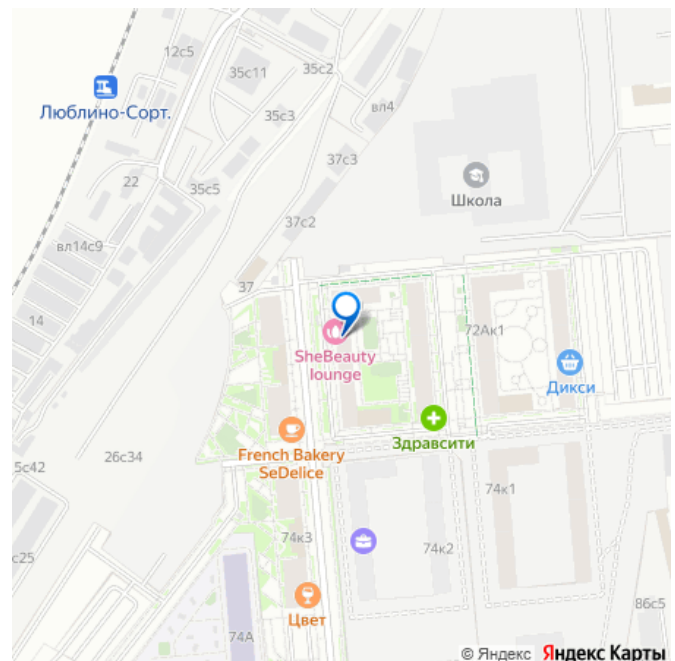 12с5
35с11
35с2
Люблино-Сорт.
35с3
вл4
37с3
22
35с5
Школа
37с2
вл14с9
37
14
72Ак1
SheBeauty
lounge
Дикси
Здравсити
French Bakery
SeDelice
26с34
5с42
74к1
74к3
74к2
с25
Цвет
86с5
74А
© Яндекс Яндекс Карты